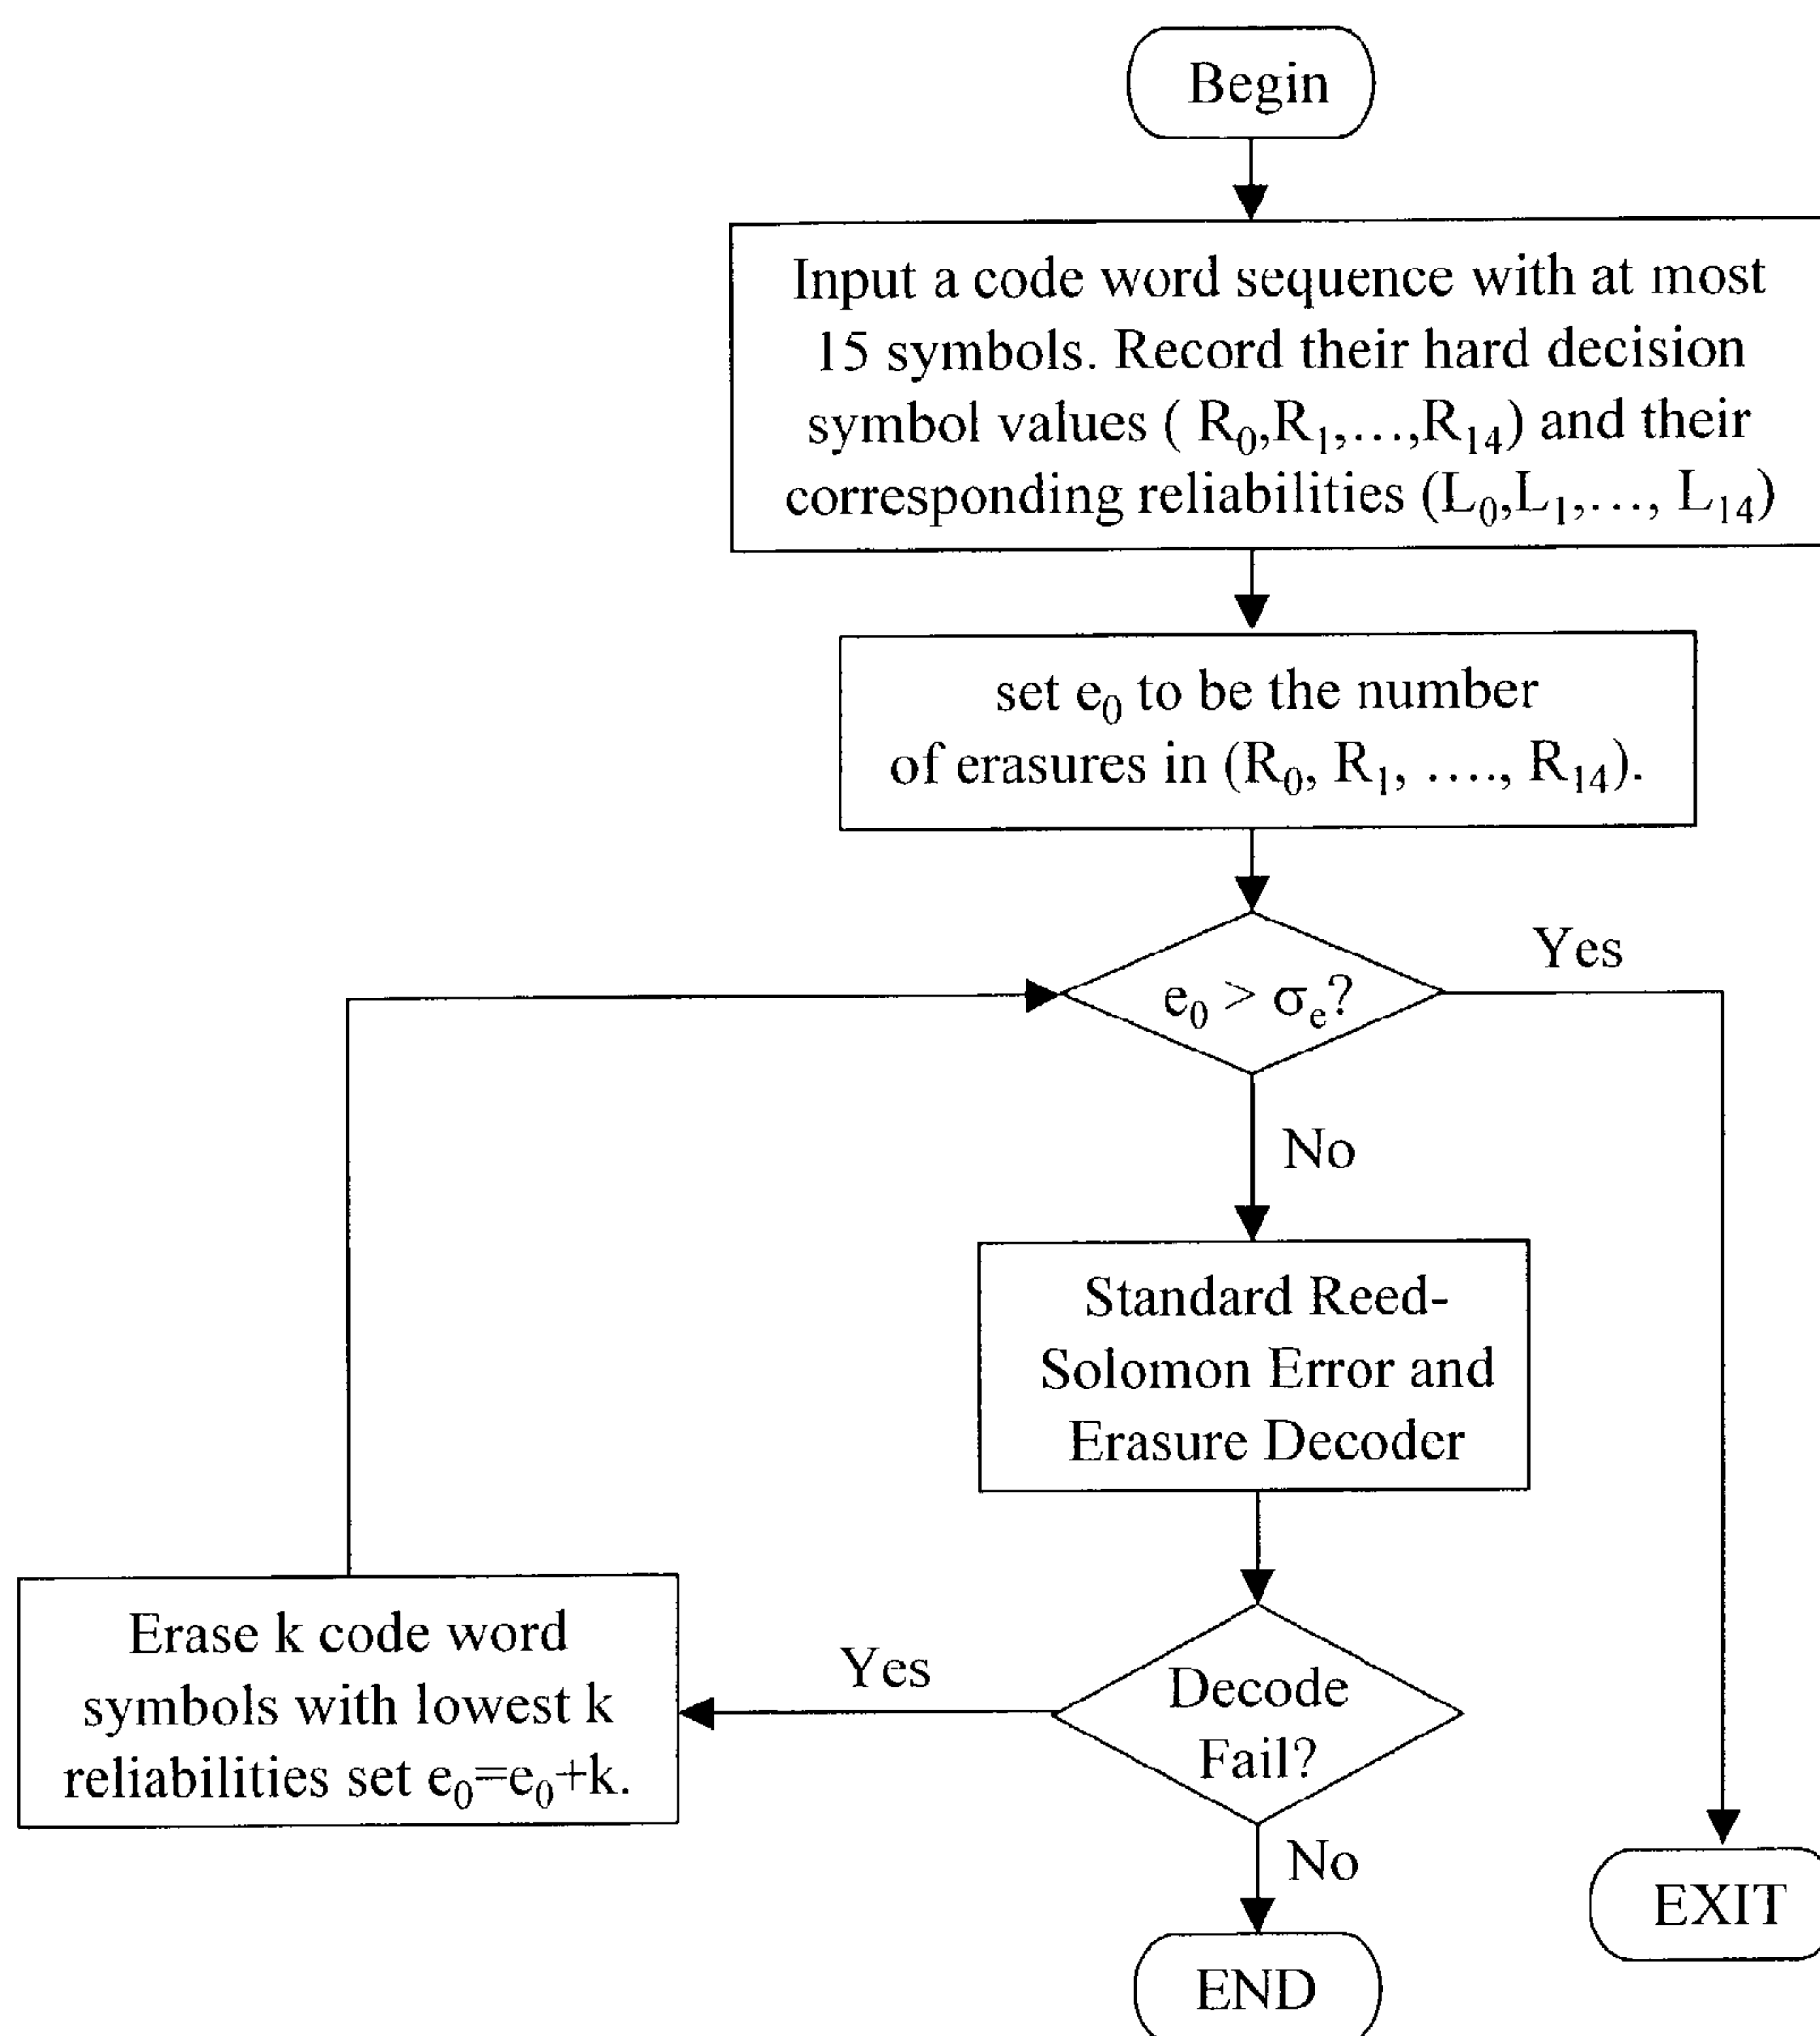 Begin
Input a code word sequence with at most
15 symbols. Record their hard decision
symbol values ( R₀,R₁,...,R₁₄) and their
corresponding reliabilities (L₀,L₁,..., L₁₄)
set e₀ to be the number
of erasures in (R₀, R₁, ...., R₁₄).
e₀ > σₑ?
Yes
No
Standard Reed-
Solomon Error and
Erasure Decoder
Erase k code word
symbols with lowest k
reliabilities set e₀=e₀+k.
Yes
Decode
Fail?
No
EXIT
END